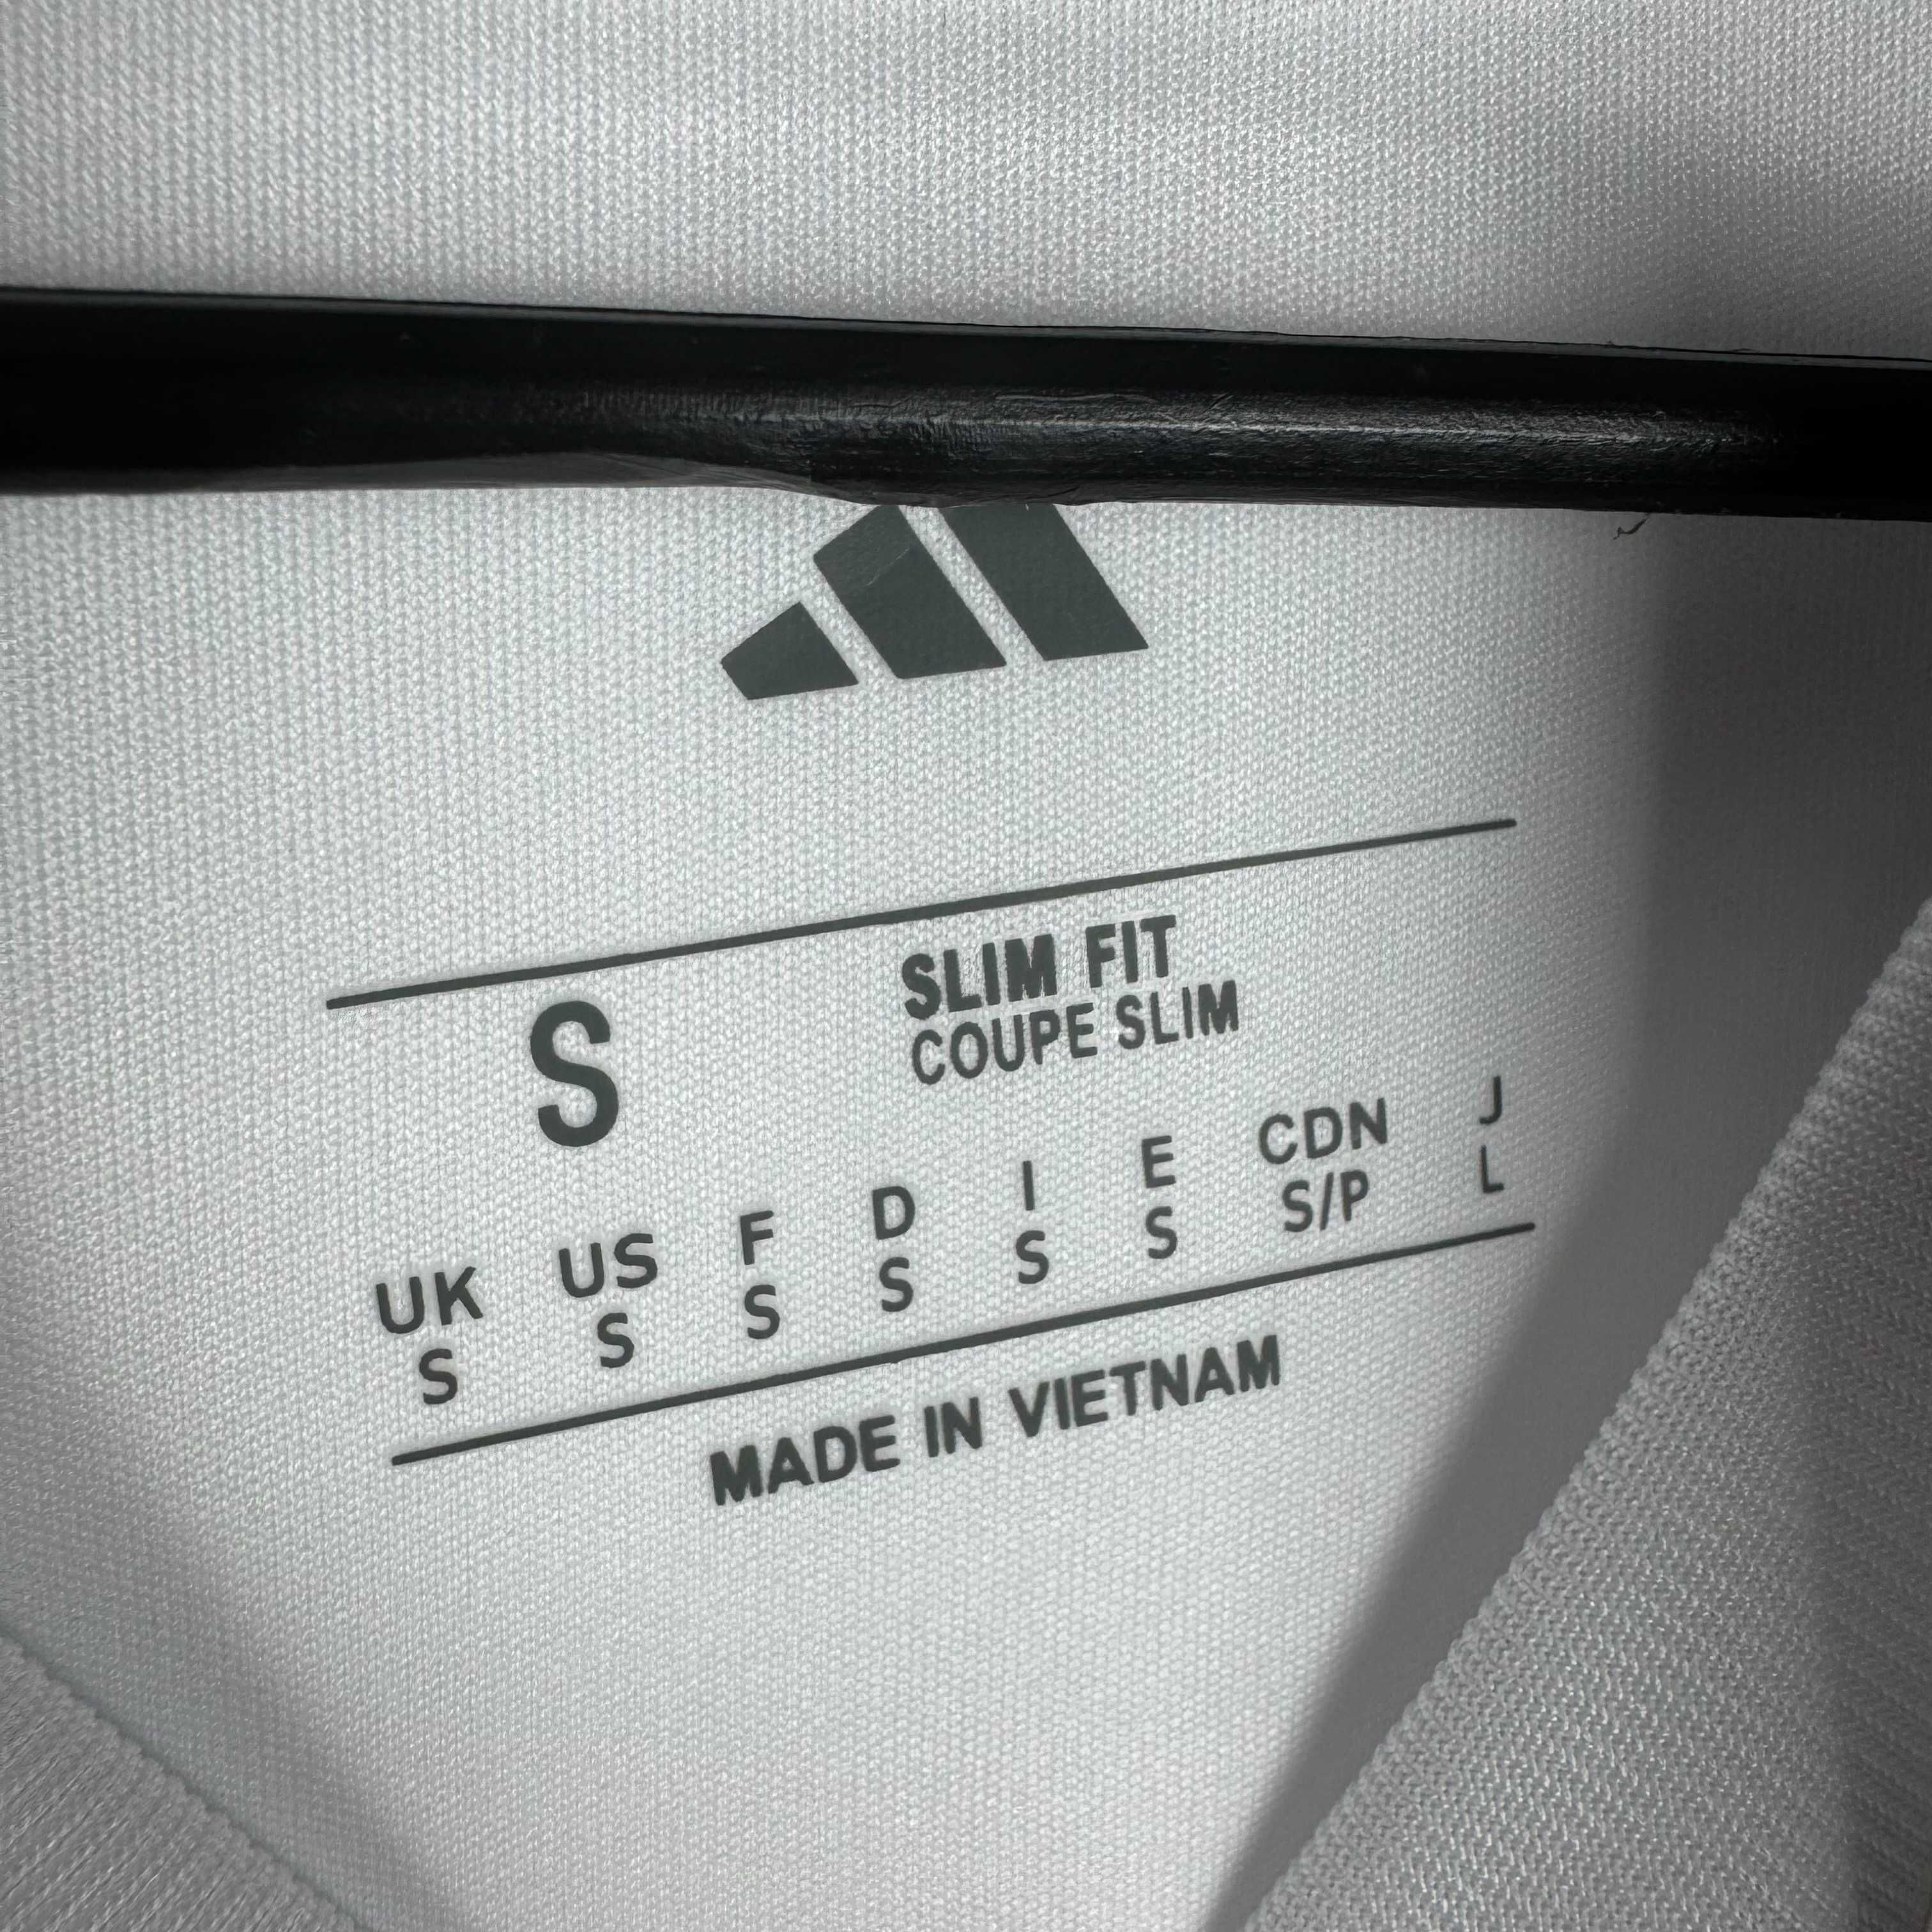 S
SLIM FIT
COUPE SLIM
UK US F D I E CDN J
S S S S S S S/P L
MADE IN VIETNAM